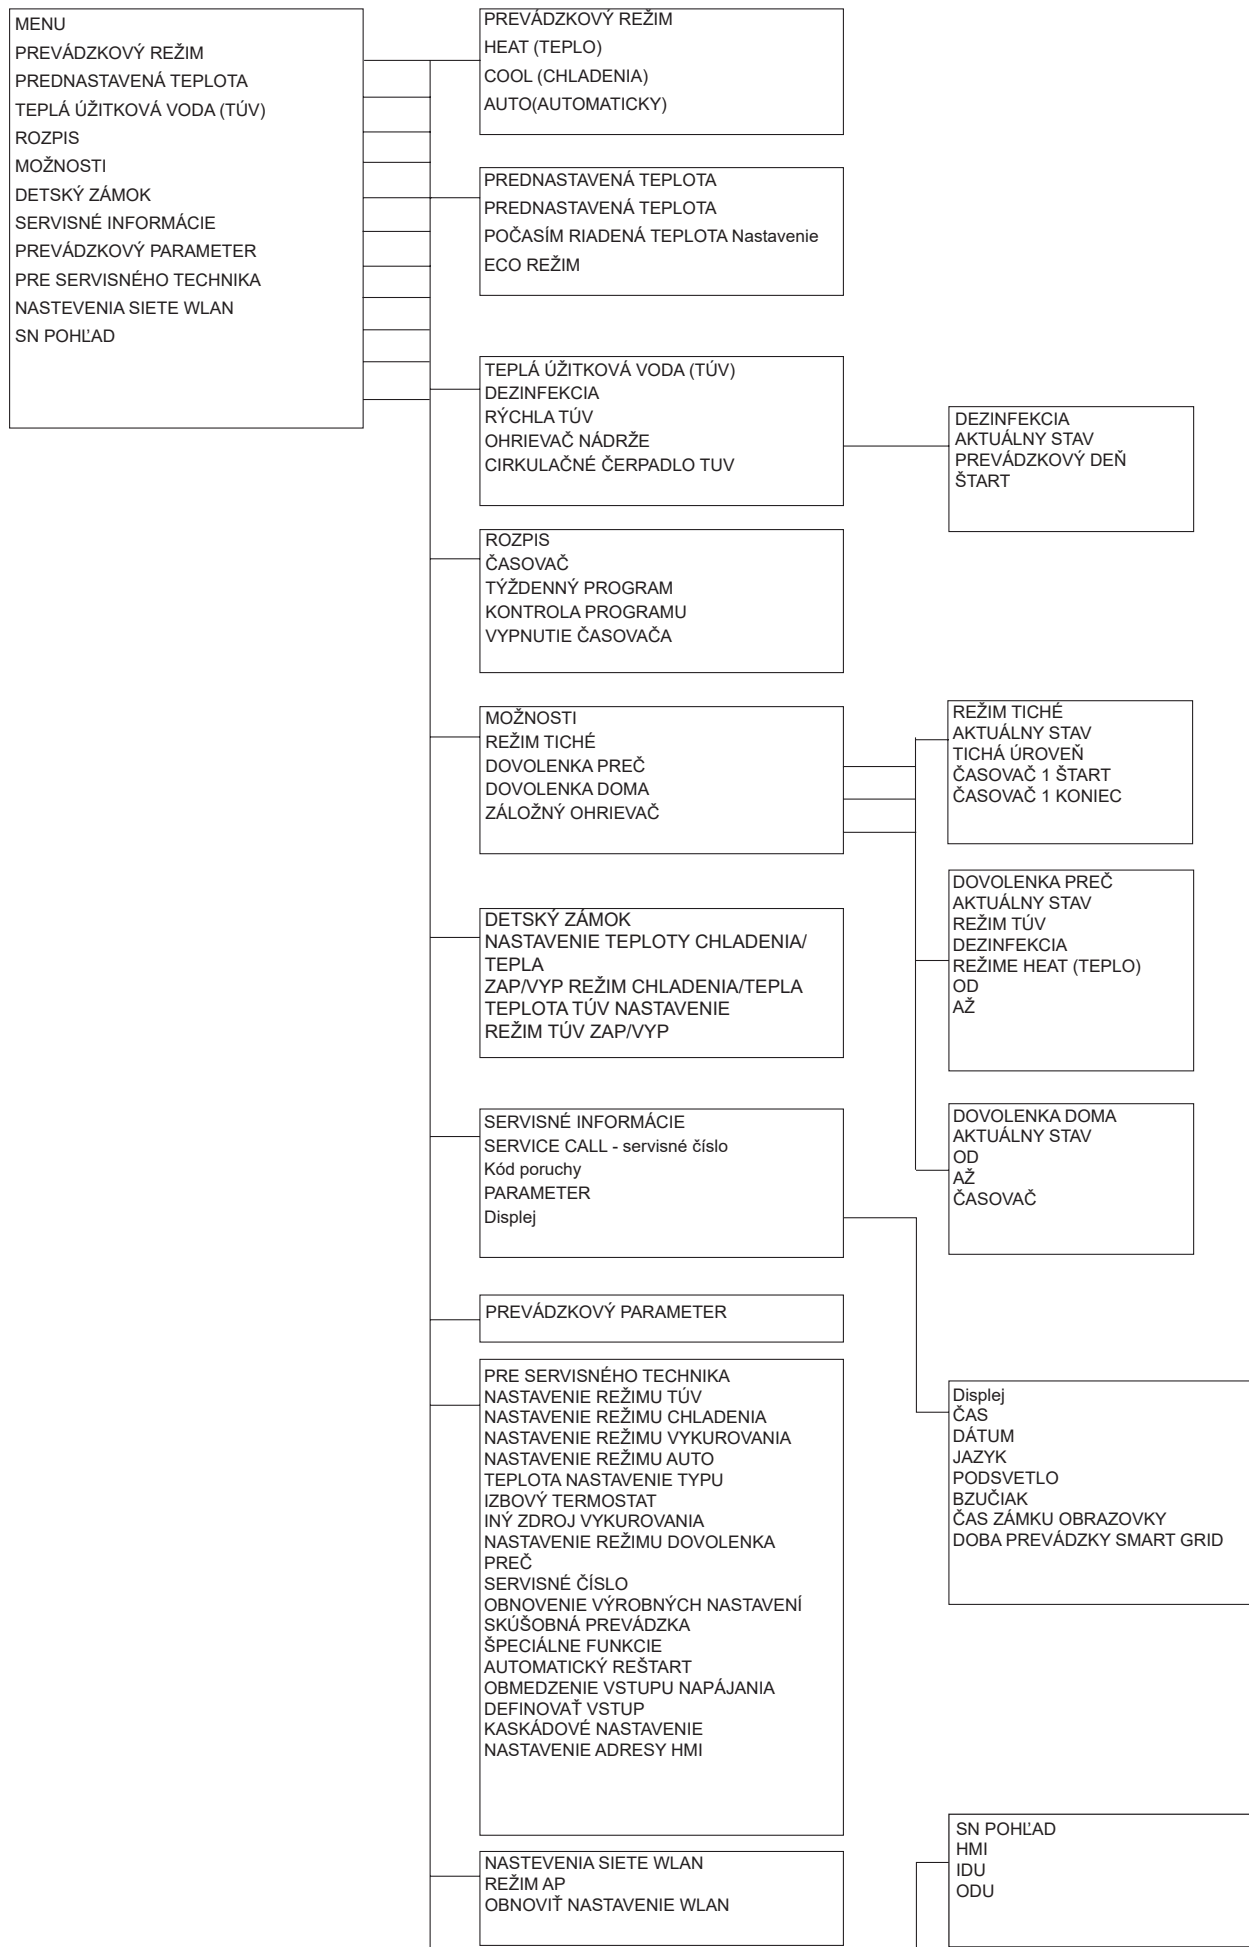 MENU
PREVÁDZKOVÝ REŽIM
PREDNASTAVENÁ TEPLOTA
TEPLÁ ÚŽITKOVÁ VODA (TÚV)
ROZPIS
MOŽNOSTI
DETSKÝ ZÁMOK
SERVISNÉ INFORMÁCIE
PREVÁDZKOVÝ PARAMETER
PRE SERVISNÉHO TECHNIKA
NASTEVENIA SIETE WLAN
SN POHĽAD
PREVÁDZKOVÝ REŽIM
HEAT (TEPLO)
COOL (CHLADENIA)
AUTO(AUTOMATICKY)
PREDNASTAVENÁ TEPLOTA
PREDNASTAVENÁ TEPLOTA
POČASÍM RIADENÁ TEPLOTA Nastavenie
ECO REŽIM
TEPLÁ ÚŽITKOVÁ VODA (TÚV)
DEZINFEKCIA
RÝCHLA TÚV
OHRIEVAČ NÁDRŽE
CIRKULAČNÉ ČERPADLO TUV
DEZINFEKCIA
AKTUÁLNY STAV
PREVÁDZKOVÝ DEŇ
ŠTART
ROZPIS
ČASOVAČ
TÝŽDENNÝ PROGRAM
KONTROLA PROGRAMU
VYPNUTIE ČASOVAČA
MOŽNOSTI
REŽIM TICHÉ
DOVOLENKA PREČ
DOVOLENKA DOMA
ZÁLOŽNÝ OHRIEVAČ
REŽIM TICHÉ
AKTUÁLNY STAV
TICHÁ ÚROVEŇ
ČASOVAČ 1 ŠTART
ČASOVAČ 1 KONIEC
DOVOLENKA PREČ
AKTUÁLNY STAV
REŽIM TÚV
DEZINFEKCIA
REŽIME HEAT (TEPLO)
OD
AŽ
DOVOLENKA DOMA
AKTUÁLNY STAV
OD
AŽ
ČASOVAČ
DETSKÝ ZÁMOK
NASTAVENIE TEPLOTY CHLADENIA/
TEPLA
ZAP/VYP REŽIM CHLADENIA/TEPLA
TEPLOTA TÚV NASTAVENIE
REŽIM TÚV ZAP/VYP
SERVISNÉ INFORMÁCIE
SERVICE CALL - servisné číslo
Kód poruchy
PARAMETER
Displej
PREVÁDZKOVÝ PARAMETER
Displej
ČAS
DÁTUM
JAZYK
PODSVETLO
BZUČIAK
ČAS ZÁMKU OBRAZOVKY
DOBA PREVÁDZKY SMART GRID
PRE SERVISNÉHO TECHNIKA
NASTAVENIE REŽIMU TÚV
NASTAVENIE REŽIMU CHLADENIA
NASTAVENIE REŽIMU VYKUROVANIA
NASTAVENIE REŽIMU AUTO
TEPLOTA NASTAVENIE TYPU
IZBOVÝ TERMOSTAT
INÝ ZDROJ VYKUROVANIA
NASTAVENIE REŽIMU DOVOLENKA
PREČ
SERVISNÉ ČÍSLO
OBNOVENIE VÝROBNÝCH NASTAVENÍ
SKÚŠOBNÁ PREVÁDZKA
ŠPECIÁLNE FUNKCIE
AUTOMATICKÝ REŠTART
OBMEDZENIE VSTUPU NAPÁJANIA
DEFINOVAŤ VSTUP
KASKÁDOVÉ NASTAVENIE
NASTAVENIE ADRESY HMI
NASTEVENIA SIETE WLAN
REŽIM AP
OBNOVIŤ NASTAVENIE WLAN
SN POHĽAD
HMI
IDU
ODU